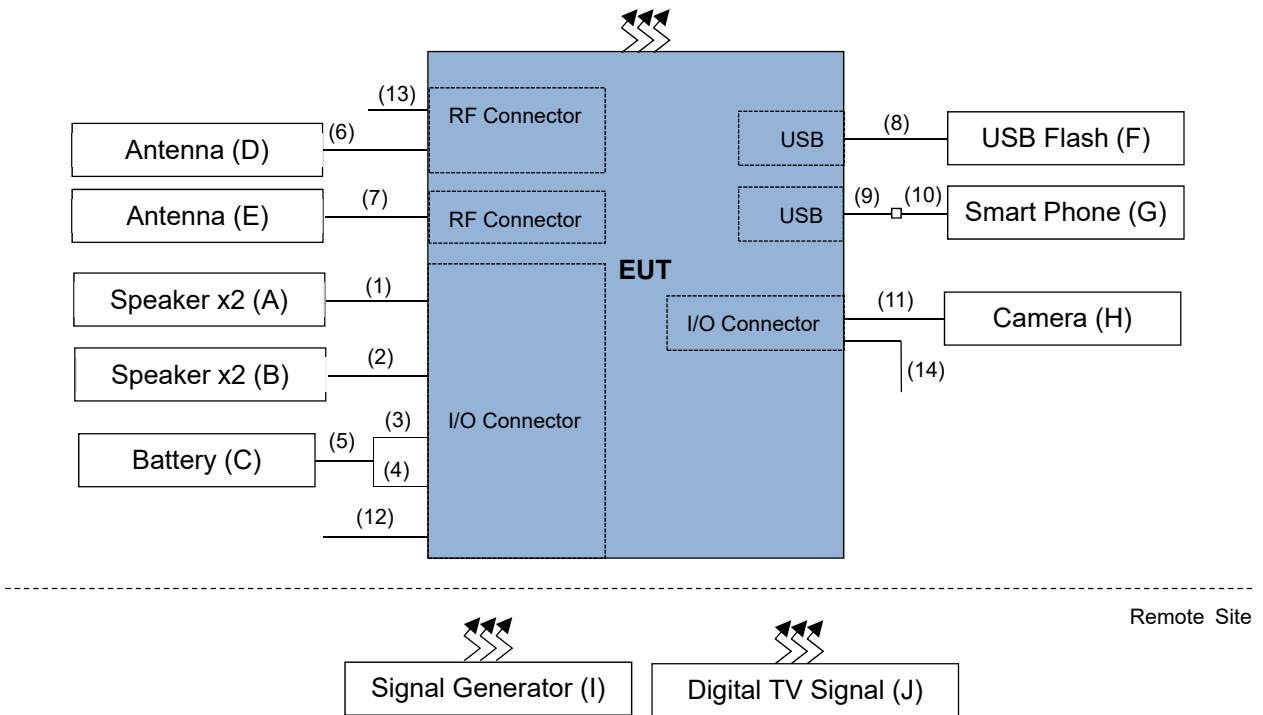 (13)
RF Connector
(6)
Antenna (D)
(7)
Antenna (E)
RF Connector
(1)
Speaker x2 (A)
(2)
Speaker x2 (B)
(3)
I/O Connector
(5)
Battery (C)
(4)
(12)
EUT
USB
(8)
USB Flash (F)
USB
(9)
(10)
Smart Phone (G)
I/O Connector
(11)
Camera (H)
(14)
Remote Site
Signal Generator (I)
Digital TV Signal (J)